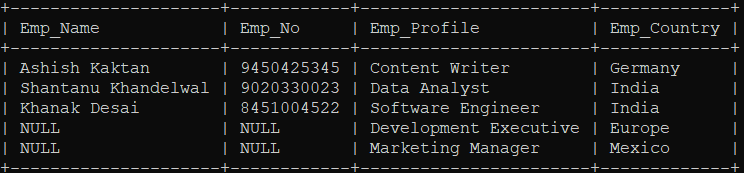 Emp_Name | Emp_No | Emp_Profile | Emp_Country
Ashish Kaktan | 9450425345 | Content Writer | Germany
Shantanu Khandelwal | 9020330023 | Data Analyst | India
Khanak Desai | 8451004522 | Software Engineer | India
NULL | NULL | Development Executive | Europe
NULL | NULL | Marketing Manager | Mexico